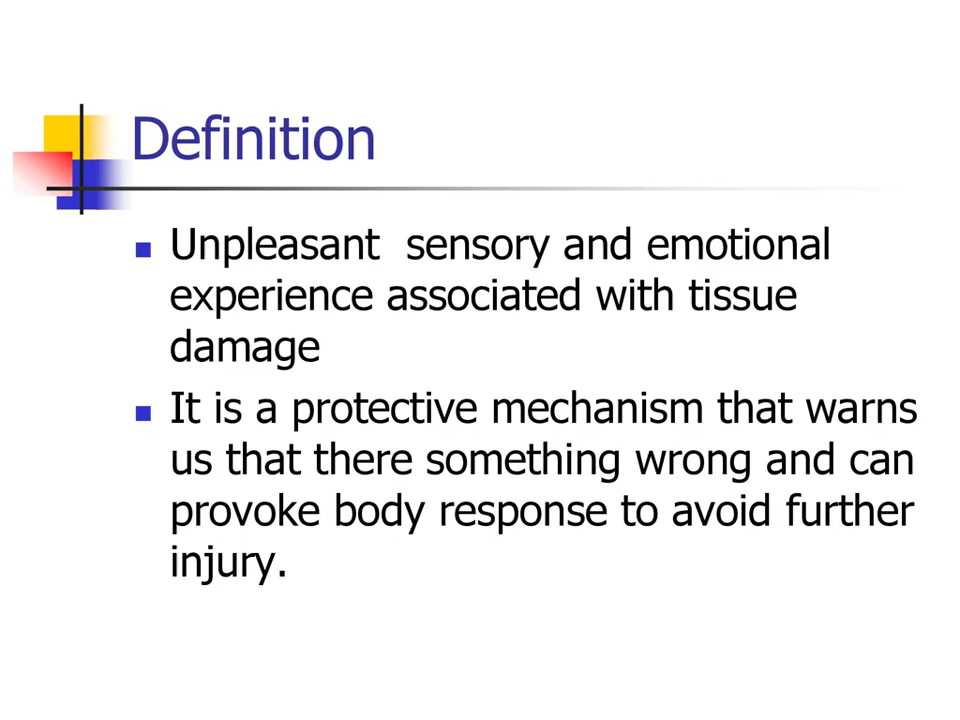 Definition
Unpleasant  sensory and emotional
experience associated with tissue
damage
It is a protective mechanism that warns
us that there something wrong and can
provoke body response to avoid further
injury.